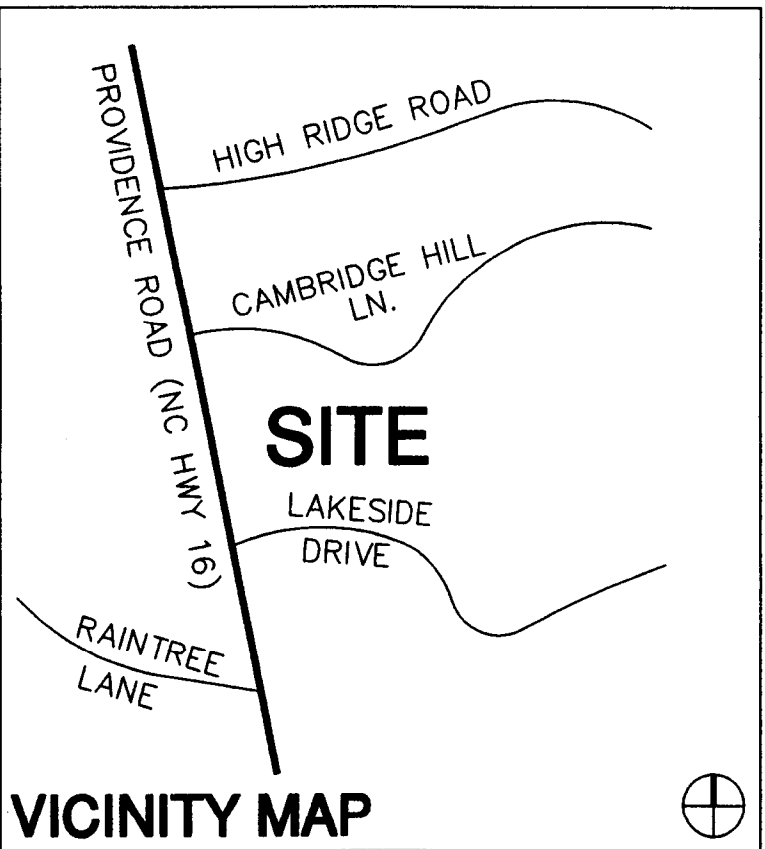 PROVIDENCE ROAD (NC HWY 16)
HIGH RIDGE ROAD
CAMBRIDGE HILL
LN.
SITE
LAKESIDE
DRIVE
RAINTREE
LANE
VICINITY MAP